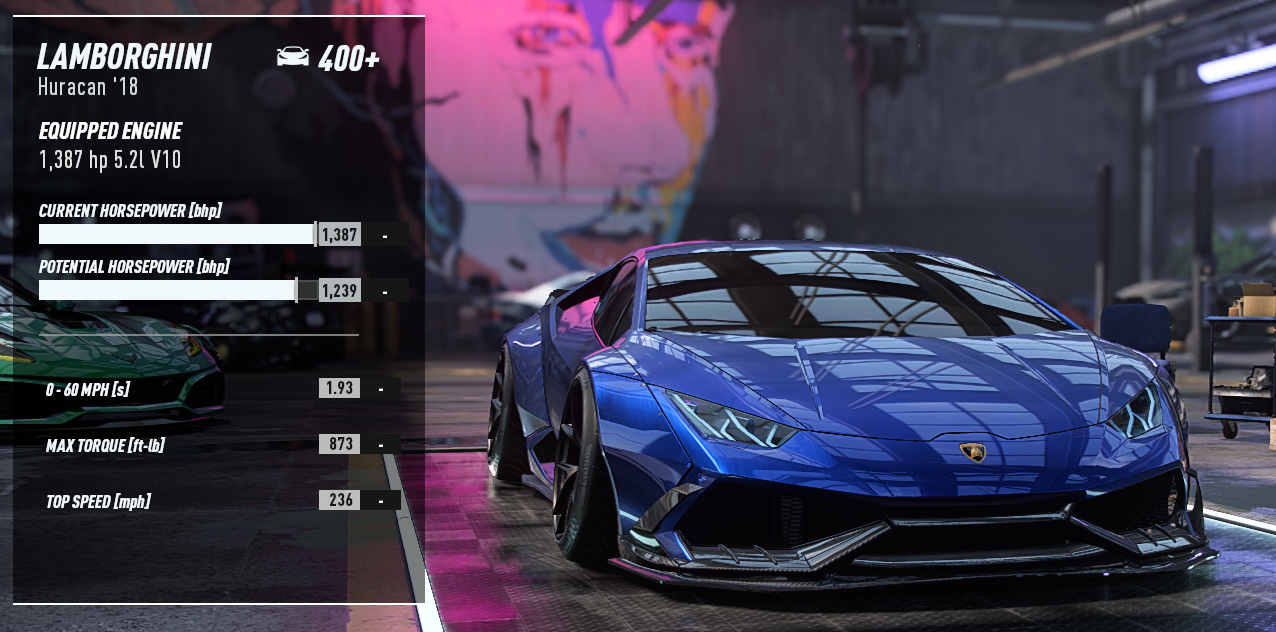 LAMBORGHINI 400+
Huracan '18
EQUIPPED ENGINE
1,387 hp 5.2l V10
CURRENT HORSEPOWER [bhp]
1,387 -
POTENTIAL HORSEPOWER [bhp]
1,239 -
0 - 60 MPH [s] 1.93 -
MAX TORQUE [ft-lb] 873 -
TOP SPEED [mph] 236 -